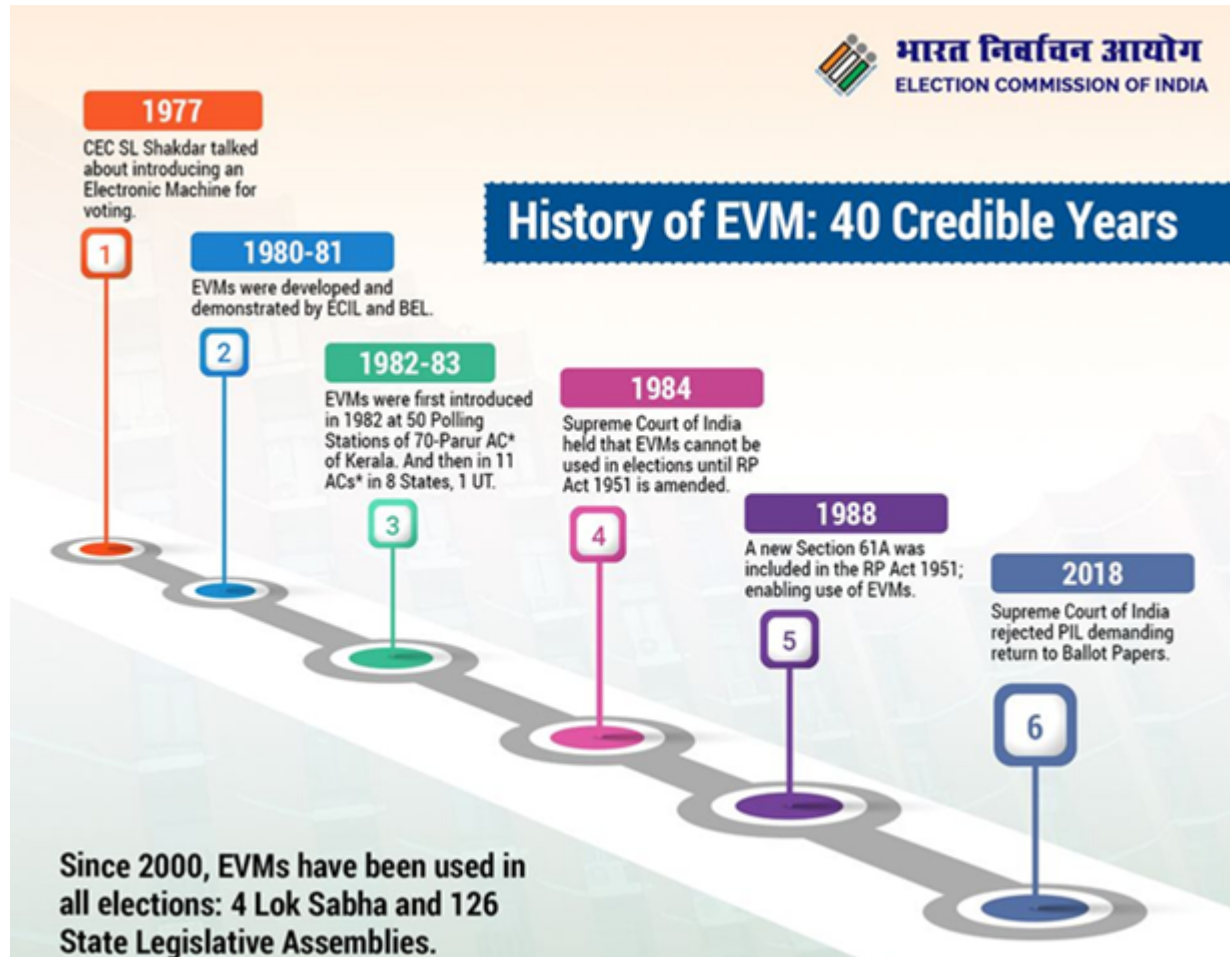 भारत निर्वाचन आयोग
ELECTION COMMISSION OF INDIA
History of EVM: 40 Credible Years
1977
CEC SL Shakdar talked
about introducing an
Electronic Machine for
voting.
1
1980-81
EVMs were developed and
demonstrated by ECIL and BEL.
2
1982-83
EVMs were first introduced
in 1982 at 50 Polling
Stations of 70-Parur AC*
of Kerala. And then in 11
ACs* in 8 States, 1 UT.
3
1984
Supreme Court of India
held that EVMs cannot be
used in elections until RP
Act 1951 is amended.
4
1988
A new Section 61A was
included in the RP Act 1951;
enabling use of EVMs.
5
2018
Supreme Court of India
rejected PIL demanding
return to Ballot Papers.
6
Since 2000, EVMs have been used in
all elections: 4 Lok Sabha and 126
State Legislative Assemblies.